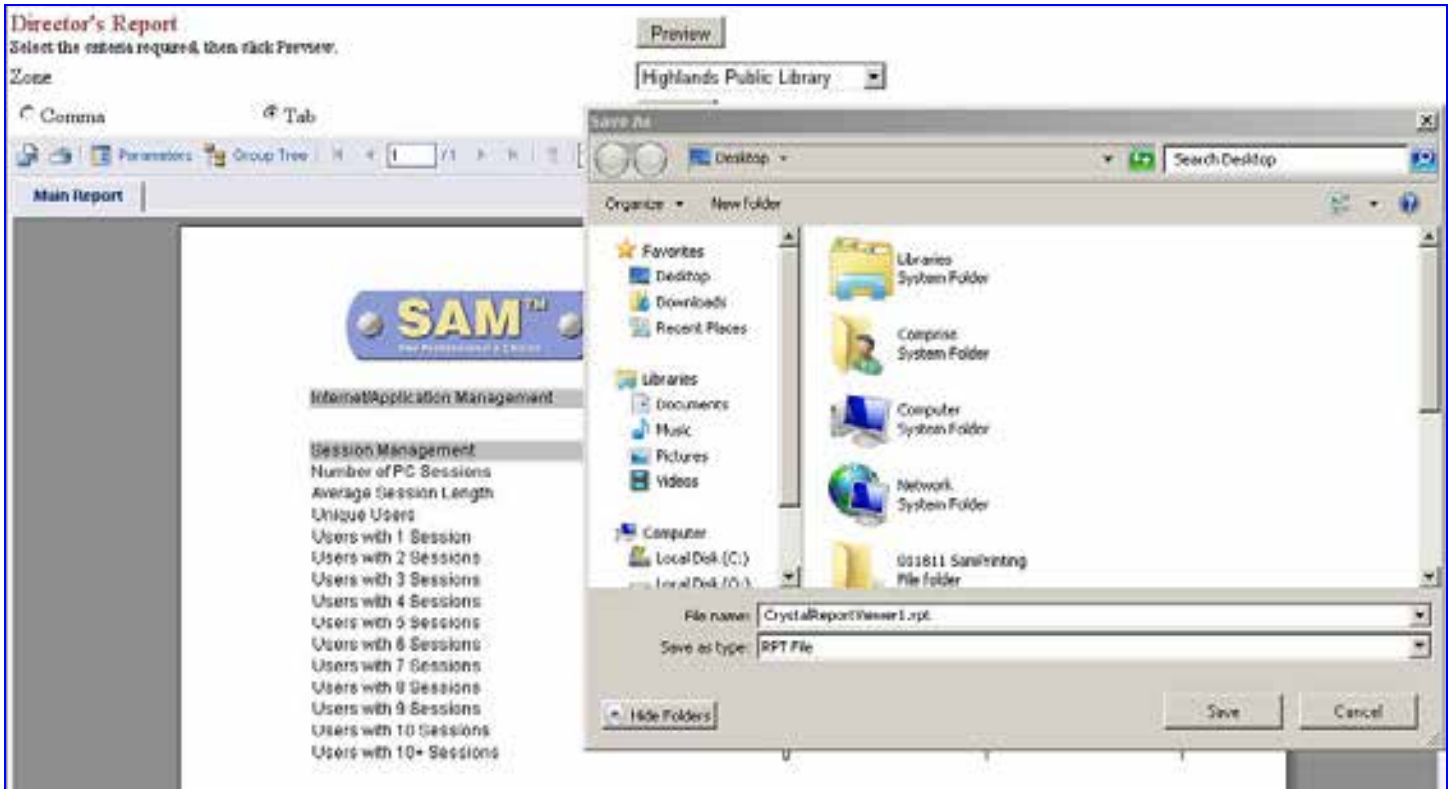 Director's Report
Select the criteria required, then click Preview.
Preview
Zone
Highlands Public Library
Comma
Tab
Parameters
Group Tree
1
/1
Main Report
SAM™
Internet/Application Management
Session Management
Number of PC Sessions
Average Session Length
Unique Users
Users with 1 Session
Users with 2 Sessions
Users with 3 Sessions
Users with 4 Sessions
Users with 5 Sessions
Users with 6 Sessions
Users with 7 Sessions
Users with 8 Sessions
Users with 9 Sessions
Users with 10 Sessions
Users with 10+ Sessions
Save As
Desktop
Search Desktop
Organize
New folder
Favorites
Desktop
Downloads
Recent Places
Libraries
Documents
Music
Pictures
Videos
Computer
Local Disk (C:)
Libraries
System Folder
Comprise
System Folder
Computer
System Folder
Network
System Folder
011811 SamPrinting
File folder
File name: CrystalReportViewer1.rpt
Save as type: RPT File
Hide Folders
Save
Cancel